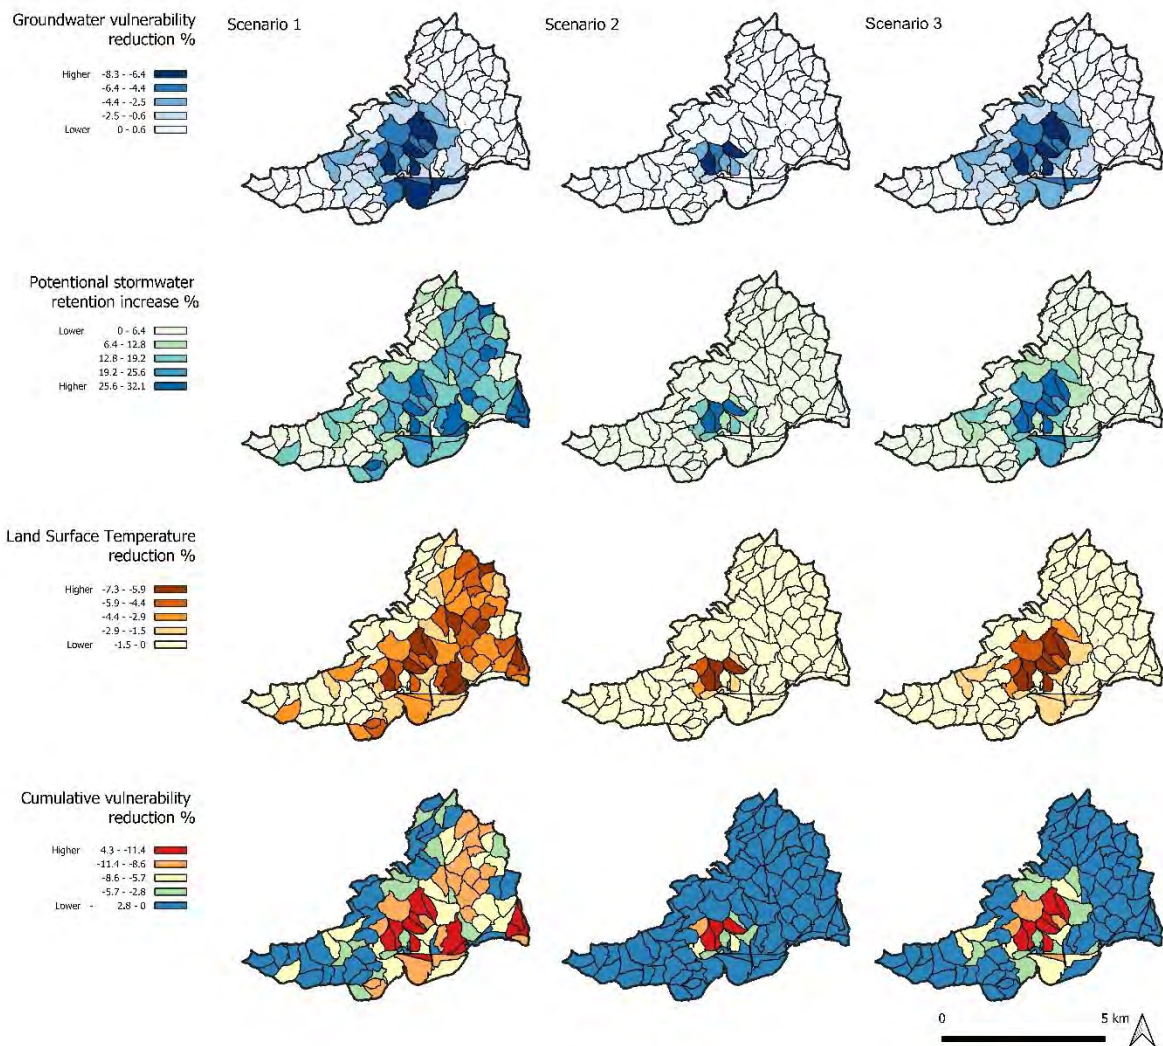 Groundwater vulnerability
reduction %
Scenario 1
Scenario 2
Scenario 3
Higher -8.3 - -6.4
-6.4 - -4.4
-4.4 - -2.5
-2.5 - -0.6
Lower 0 - 0.6
Potentional stormwater
retention increase %
Lower 0 - 6.4
6.4 - 12.8
12.8 - 19.2
19.2 - 25.6
Higher 25.6 - 32.1
Land Surface Temperature
reduction %
Higher -7.3 - -5.9
-5.9 - -4.4
-4.4 - -2.9
-2.9 - -1.5
Lower -1.5 - 0
Cumulative vulnerability
reduction %
Higher 4.3 - -11.4
-11.4 - -8.6
-8.6 - -5.7
-5.7 - -2.8
Lower - 2.8 - 0
0 5 km